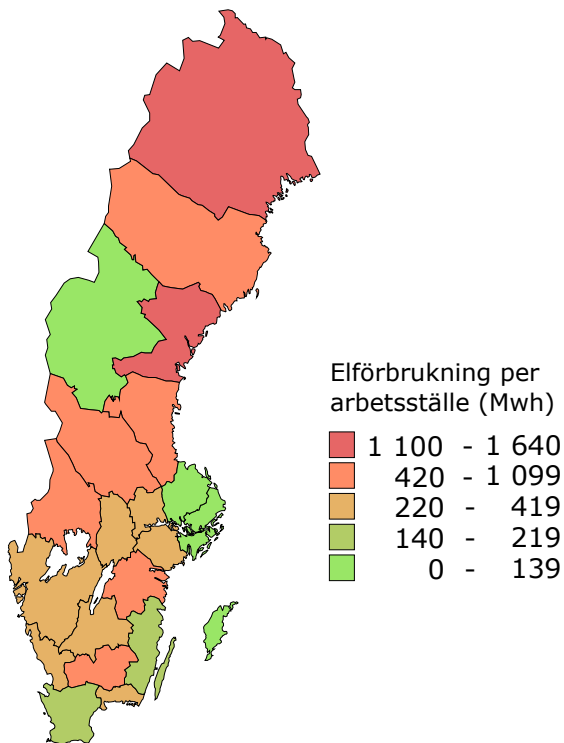 Elförbrukning per
arbetsställe (Mwh)
1 100 - 1 640
420 - 1 099
220 - 419
140 - 219
0 - 139